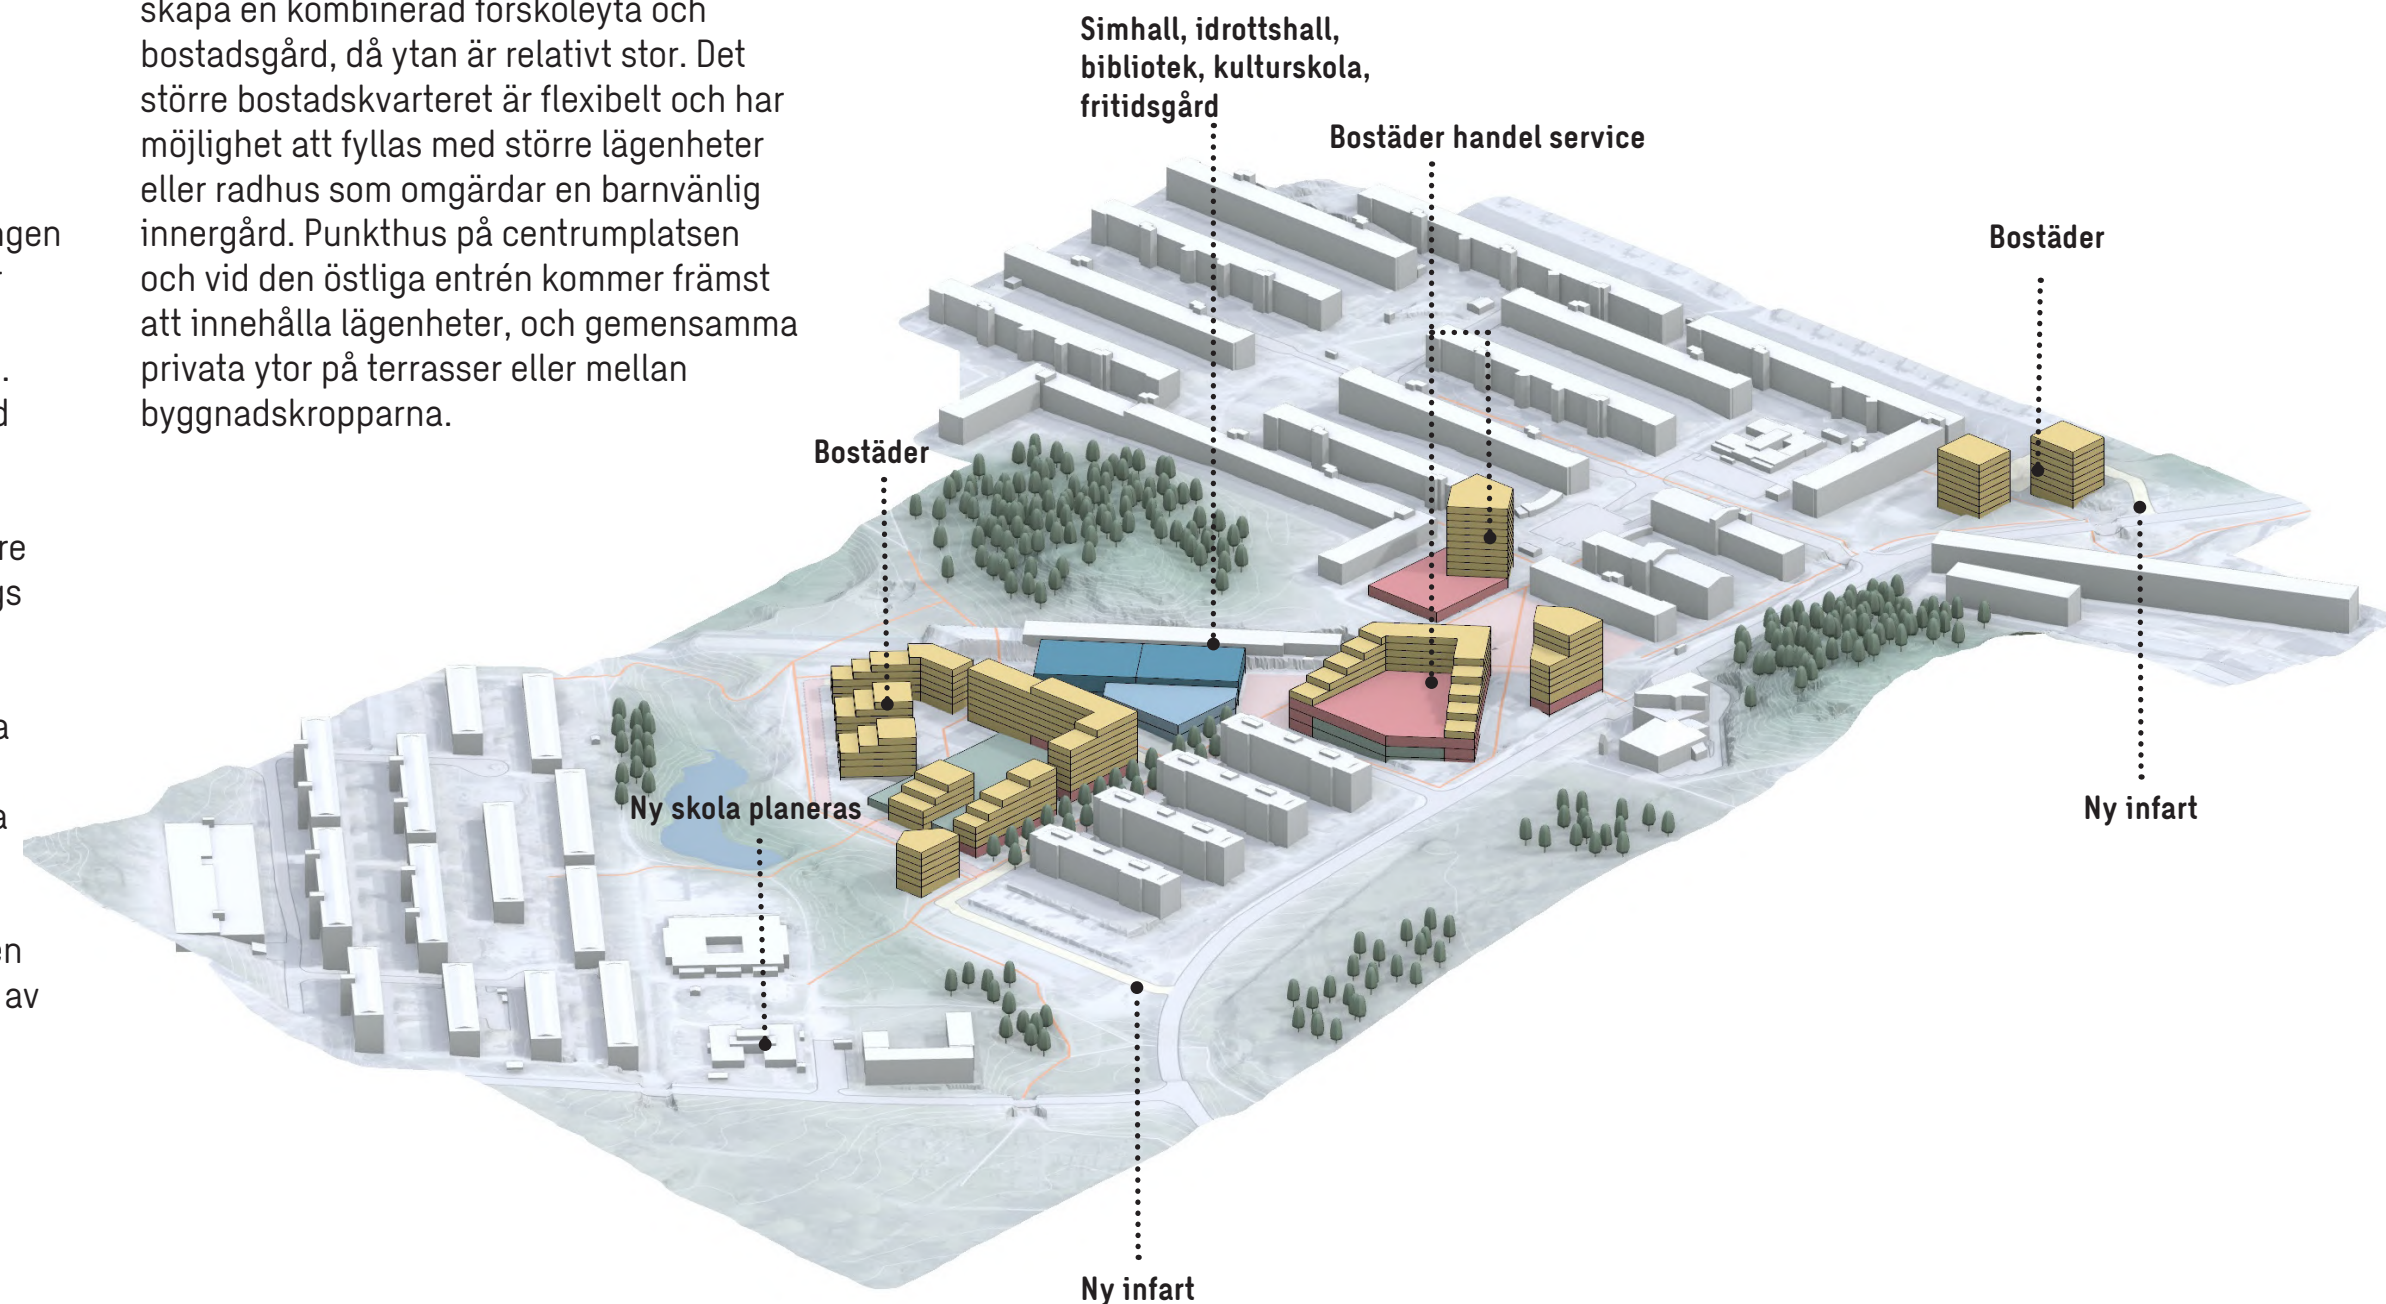 skapa en kombinerad förskoleyta och
bostadsgård, då ytan är relativt stor. Det
större bostadskvarteret är flexibelt och har
möjlighet att fyllas med större lägenheter
eller radhus som omgärdar en barnvänlig
innergård. Punkthus på centrumplatsen
och vid den östliga entrén kommer främst
att innehålla lägenheter, och gemensamma
privata ytor på terrasser eller mellan
byggnadskropparna.
Simhall, idrottshall,
bibliotek, kulturskola,
fritidsgård
Bostäder handel service
Bostäder
Bostäder
Ny skola planeras
Ny infart
Ny infart
av